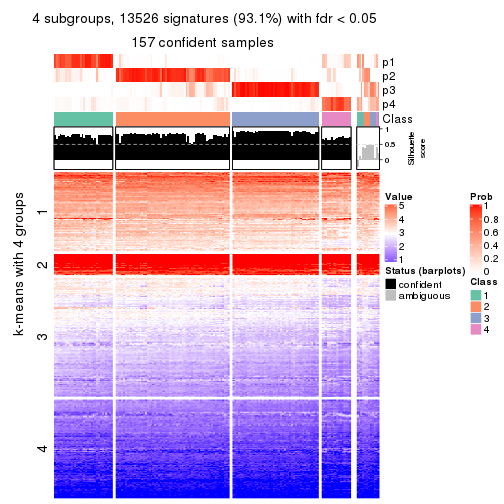 4 subgroups, 13526 signatures (93.1%) with fdr < 0.05
157 confident samples
p1
p2
p3
p4
Class
1
0.5
0
Silhouette
score
k-means with 4 groups
1
2
3
4
Value
5
4
3
2
1
Status (barplots)
confident
ambiguous
Prob
1
0.8
0.6
0.4
0.2
0
Class
1
2
3
4